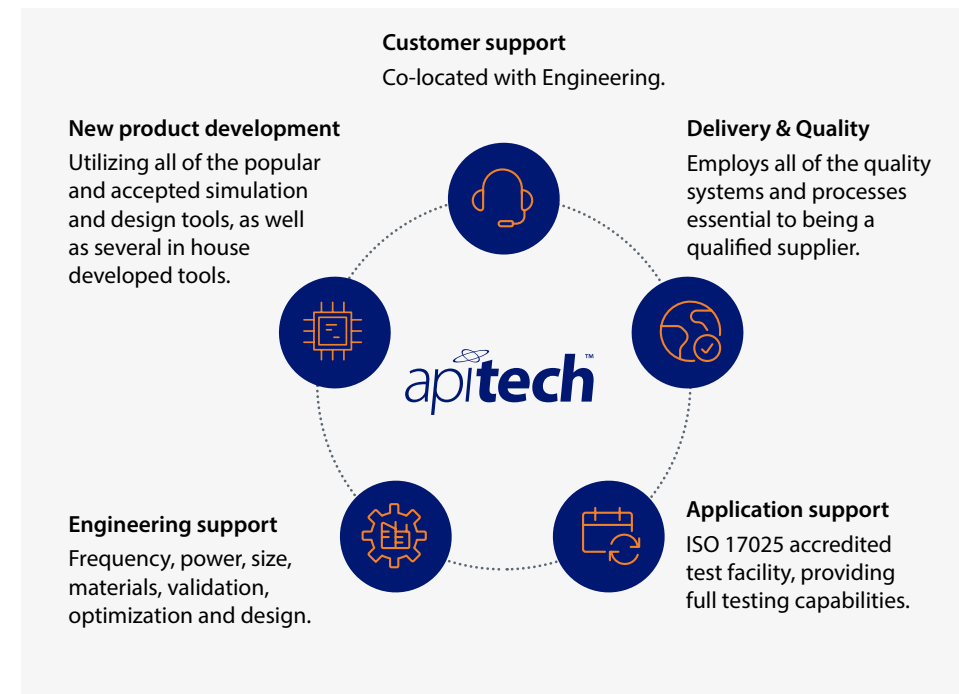 Customer support
Co-located with Engineering.
New product development
Utilizing all of the popular
and accepted simulation
and design tools, as well
as several in house
developed tools.
Delivery & Quality
Employs all of the quality
systems and processes
essential to being a
qualified supplier.
apitech™
Engineering support
Frequency, power, size,
materials, validation,
optimization and design.
Application support
ISO 17025 accredited
test facility, providing
full testing capabilities.